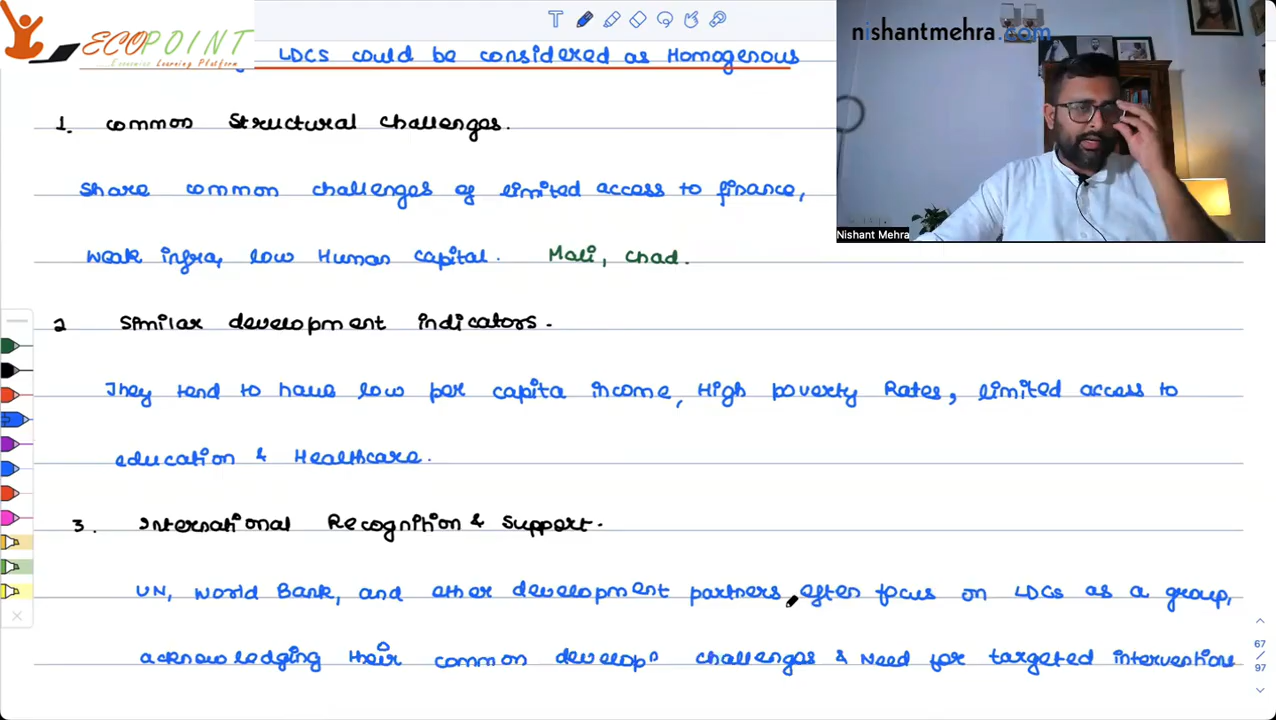 ECOPOINT
...Economics Learning Platform
nishantmehra.com
LDCs could be considered as Homogenous
1. Common Structural Challenges.
Share common challenges of limited access to finance,
weak infra, low Human capital. Mali, Chad.
2 Similar development indicators.
They tend to have low per capita income, High poverty Rates, limited access to
education & Healthcare.
3. International Recognition & Support.
UN, World Bank, and other development partners often focus on LDCs as a group,
acknowledging their common develop^n challenges & Need for targeted interventions
Nishant Mehra
67
/
97